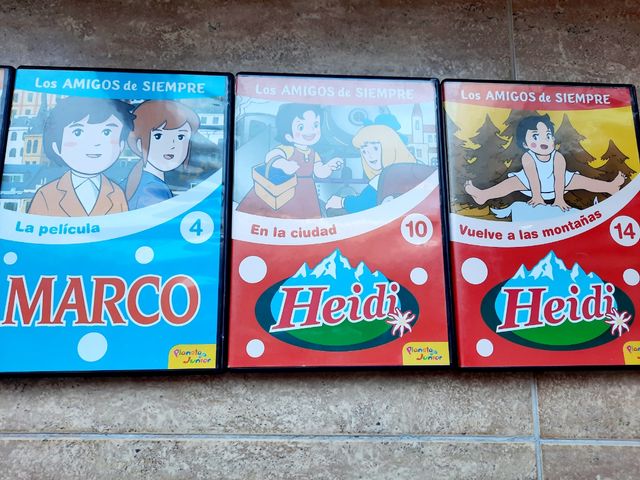 Los AMIGOS de SIEMPRE
La película
4
MARCO
Planeta Junior
Los AMIGOS de SIEMPRE
En la ciudad
10
Heidi
Planeta Junior
Los AMIGOS de SIEMPRE
Vuelve a las montañas
14
Heidi